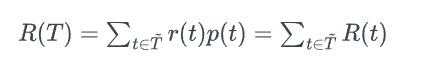 R(T) = ∑_{t∈T̃} r(t)p(t) = ∑_{t∈T̃} R(t)